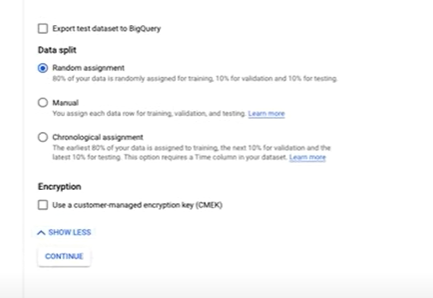 Export test dataset to BigQuery
Data split
Random assignment
80% of your data is randomly assigned for training, 10% for validation and 10% for testing.
Manual
You assign each data row for training, validation, and testing. Learn more
Chronological assignment
The earliest 80% of your data is assigned to training, the next 10% for validation and the
latest 10% for testing. This option requires a Time column in your dataset. Learn more
Encryption
Use a customer-managed encryption key (CMEK)
SHOW LESS
CONTINUE